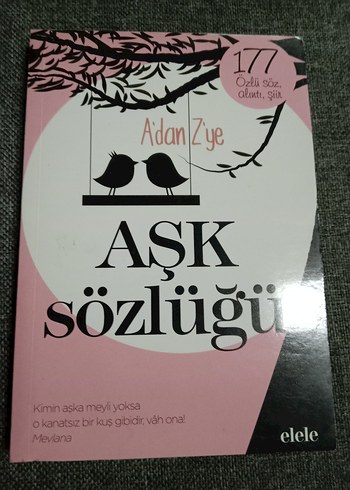 177
Özlü söz,
alıntı, şiir
A'dan Z'ye
AŞK
sözlüğü
Kimin aşka meyli yoksa
o kanatsız bir kuş gibidir, vâh ona!
Mevlana
elele